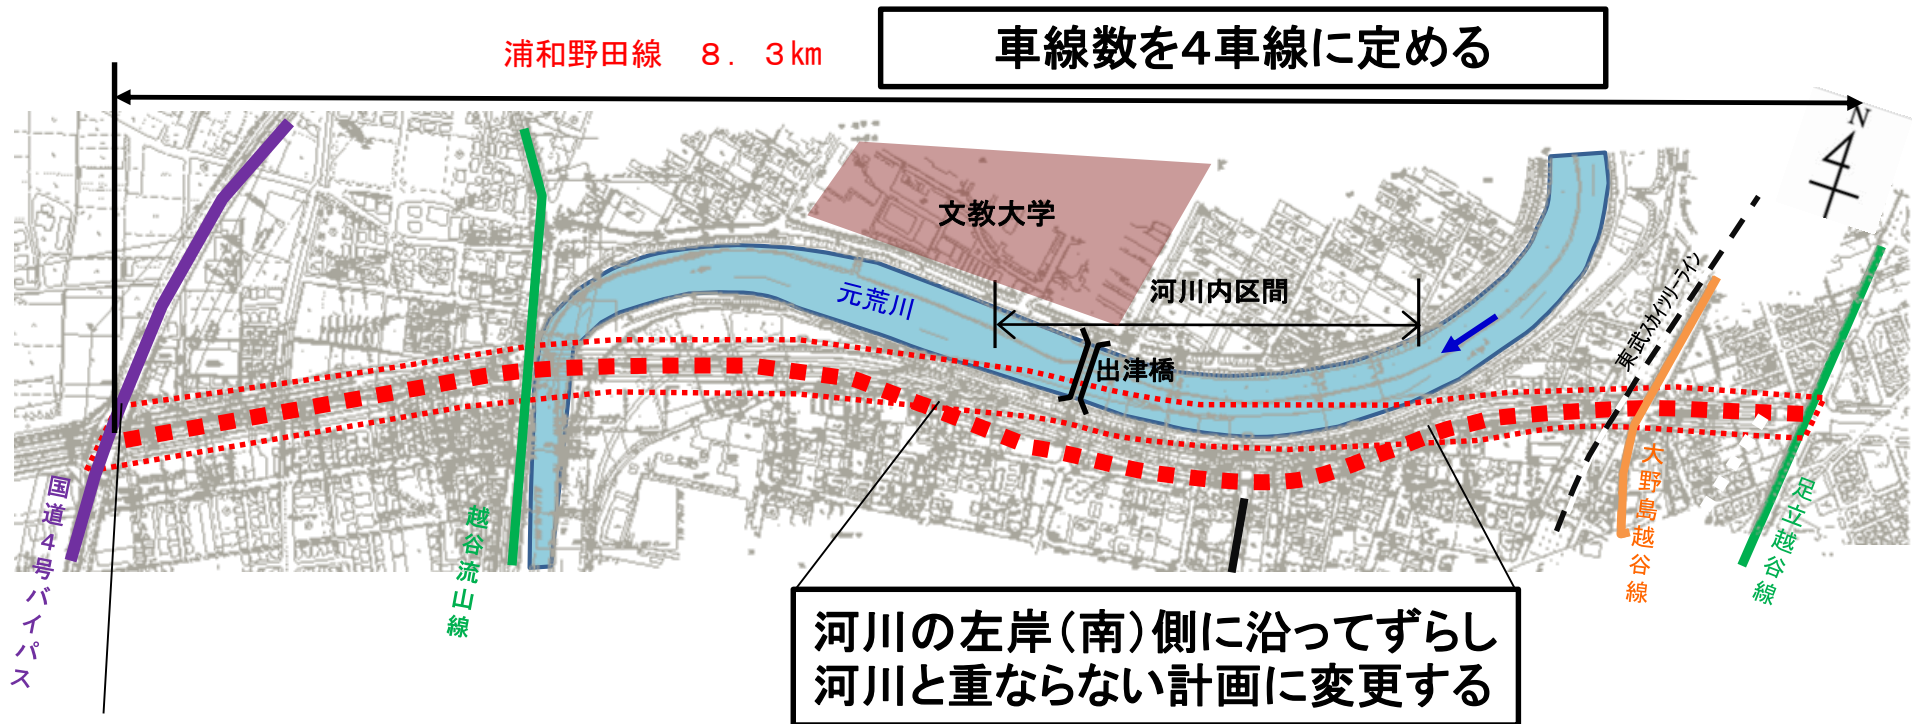 浦和野田線　８．３㎞
車線数を４車線に定める
N
文教大学
河川内区間
元荒川
東武スカイツリーライン
出津橋
国道４号バイパス
越谷流山線
大野島越谷線
足立越谷線
河川の左岸（南）側に沿ってずらし
河川と重ならない計画に変更する